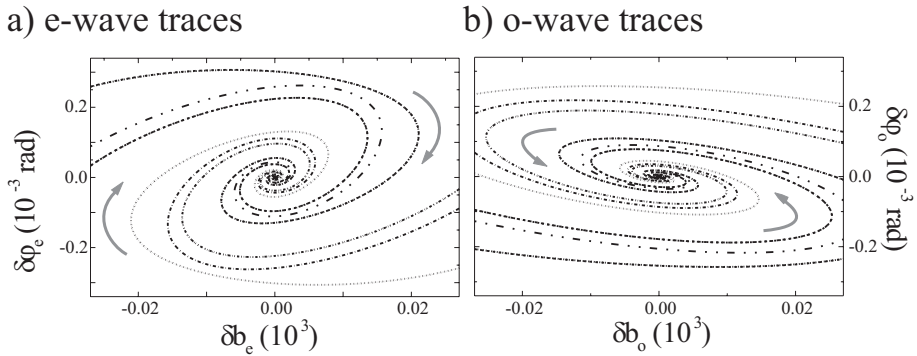 a) e-wave traces
b) o-wave traces
0.2
0.0
-0.2
δφₑ (10⁻³ rad)
-0.02
0.00
0.02
δbₑ (10³)
0.2
0.0
-0.2
δφₒ (10⁻³ rad)
-0.02
0.00
0.02
δbₒ (10³)